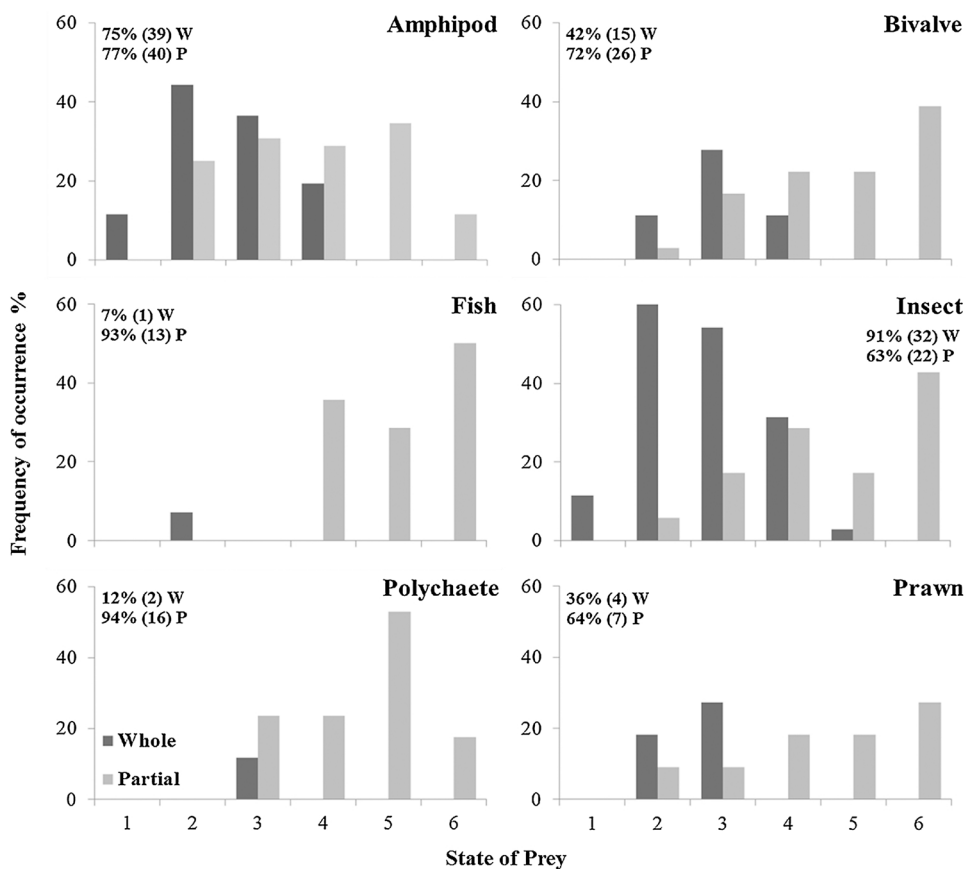 Amphipod
75% (39) W
77% (40) P
60
40
20
0
Bivalve
42% (15) W
72% (26) P
60
40
20
0
Frequency of occurrence %
Fish
7% (1) W
93% (13) P
60
40
20
0
Insect
91% (32) W
63% (22) P
60
40
20
0
Polychaete
12% (2) W
94% (16) P
60
40
20
0
Whole
Partial
1 2 3 4 5 6
Prawn
36% (4) W
64% (7) P
60
40
20
0
1 2 3 4 5 6
State of Prey